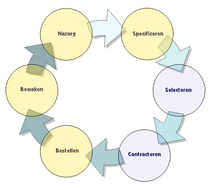 Nazorg
Specificeren
Selecteren
Contracteren
Bestellen
Bewaken